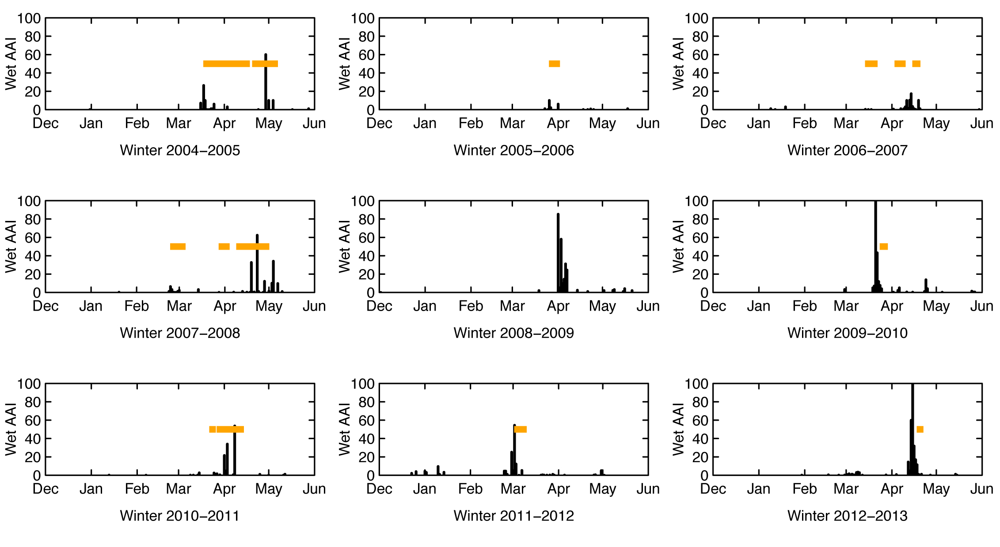 100
80
60
40
20
0
Wet AAI
Dec Jan Feb Mar Apr May Jun
Winter 2004–2005
100
80
60
40
20
0
Wet AAI
Dec Jan Feb Mar Apr May Jun
Winter 2005–2006
100
80
60
40
20
0
Wet AAI
Dec Jan Feb Mar Apr May Jun
Winter 2006–2007
100
80
60
40
20
0
Wet AAI
Dec Jan Feb Mar Apr May Jun
Winter 2007–2008
100
80
60
40
20
0
Wet AAI
Dec Jan Feb Mar Apr May Jun
Winter 2008–2009
100
80
60
40
20
0
Wet AAI
Dec Jan Feb Mar Apr May Jun
Winter 2009–2010
100
80
60
40
20
0
Wet AAI
Dec Jan Feb Mar Apr May Jun
Winter 2010–2011
100
80
60
40
20
0
Wet AAI
Dec Jan Feb Mar Apr May Jun
Winter 2011–2012
100
80
60
40
20
0
Wet AAI
Dec Jan Feb Mar Apr May Jun
Winter 2012–2013